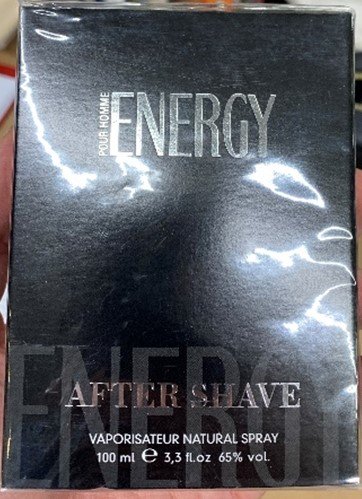 POUR HOMME
ENERGY
ENERGY
AFTER SHAVE
VAPORISATEUR NATURAL SPRAY
100 ml ℮ 3,3 fl.oz 65% vol.